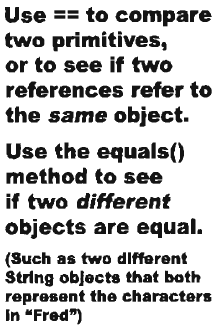 Use == to compare
two primitives,
or to see if two
references refer to
the same object.
Use the equals()
method to see
if two different
objects are equal.
(Such as two different
String objects that both
represent the characters
in "Fred")